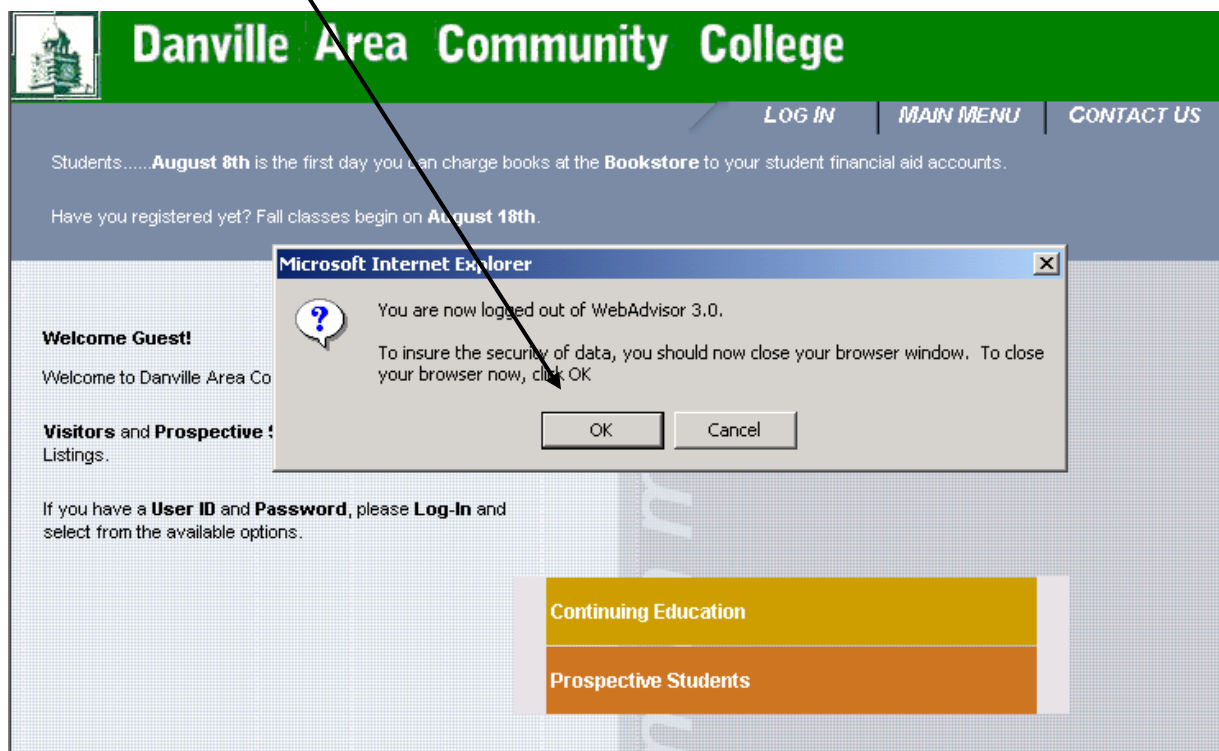 Danville Area Community College
LOG IN MAIN MENU CONTACT US
Students......August 8th is the first day you can charge books at the Bookstore to your student financial aid accounts.
Have you registered yet? Fall classes begin on August 18th.
Microsoft Internet Explorer
You are now logged out of WebAdvisor 3.0.
To insure the security of data, you should now close your browser window. To close
your browser now, click OK
OK Cancel
Welcome Guest!
Welcome to Danville Area Co
Visitors and Prospective
Listings.
If you have a User ID and Password, please Log-In and
select from the available options.
Continuing Education
Prospective Students